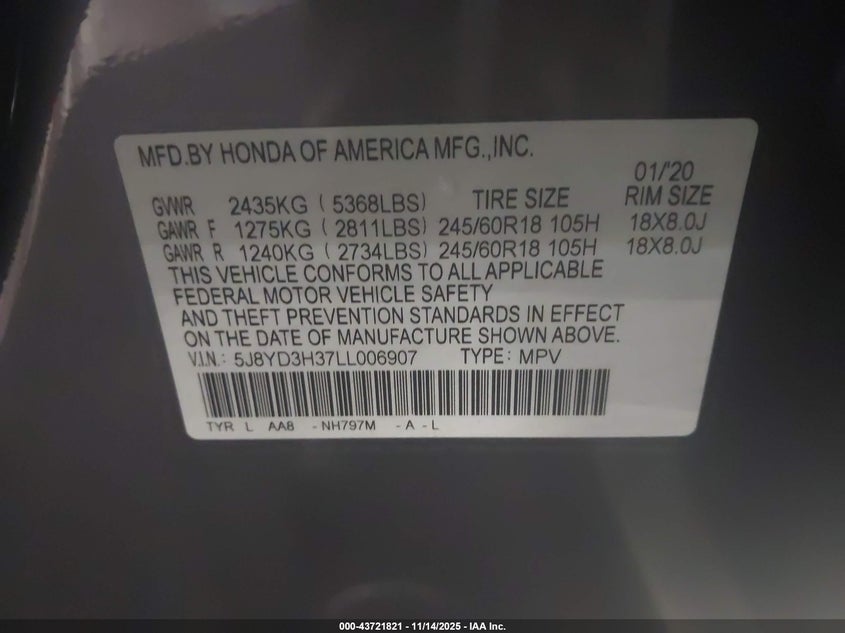 MFD.BY HONDA OF AMERICA MFG.,INC.
01/'20
GVWR 2435KG ( 5368LBS) TIRE SIZE RIM SIZE
GAWR F 1275KG ( 2811LBS) 245/60R18 105H 18X8.0J
GAWR R 1240KG ( 2734LBS) 245/60R18 105H 18X8.0J
THIS VEHICLE CONFORMS TO ALL APPLICABLE
FEDERAL MOTOR VEHICLE SAFETY
AND THEFT PREVENTION STANDARDS IN EFFECT
ON THE DATE OF MANUFACTURE SHOWN ABOVE.
V.I.N.: 5J8YD3H37LL006907 TYPE: MPV
TYR L AA8 -NH797M -A -L
000-43721821 - 11/14/2025 - IAA Inc.